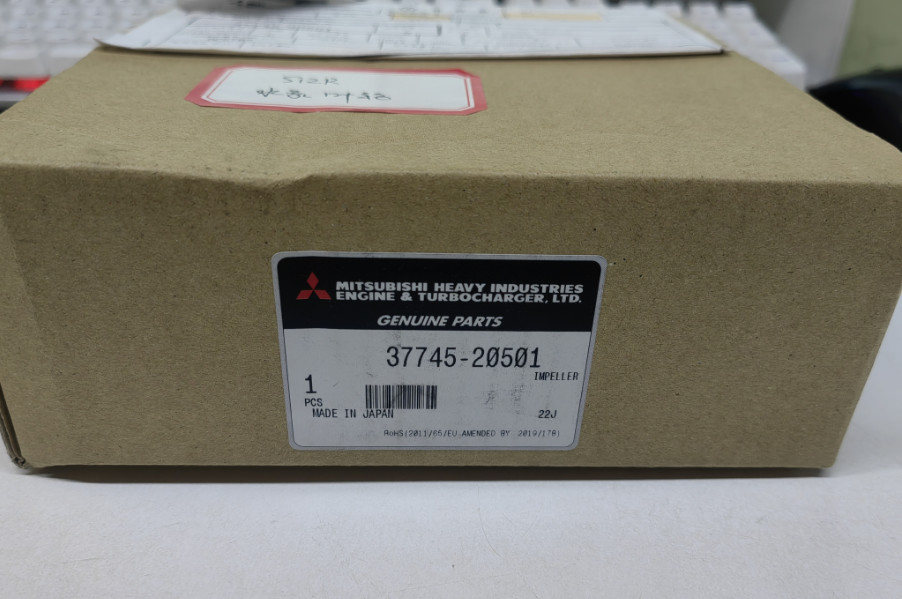 S12R
MITSUBISHI HEAVY INDUSTRIES
ENGINE & TURBOCHARGER, LTD.
GENUINE PARTS
37745-20501
IMPELLER
1
PCS
MADE IN JAPAN
22J
RoHS(2011/65/EU,AMENDED BY 2019/178)